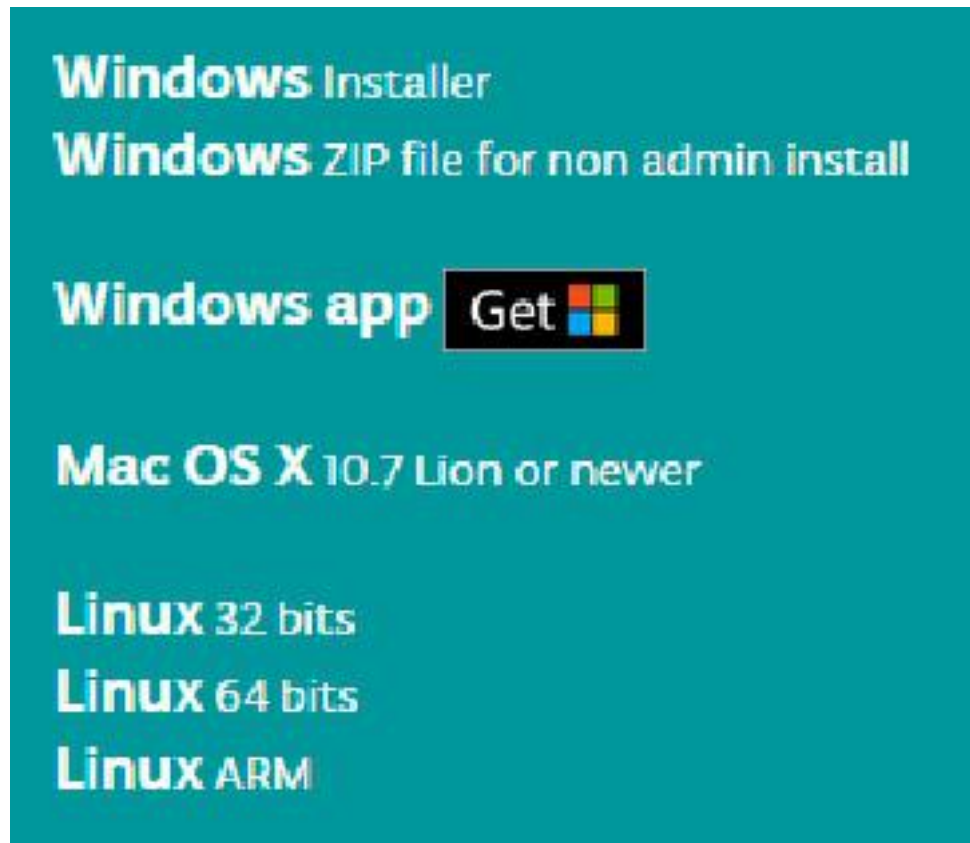 Windows Installer
Windows ZIP file for non admin install
Windows app Get
Mac OS X 10.7 Lion or newer
Linux 32 bits
Linux 64 bits
Linux ARM